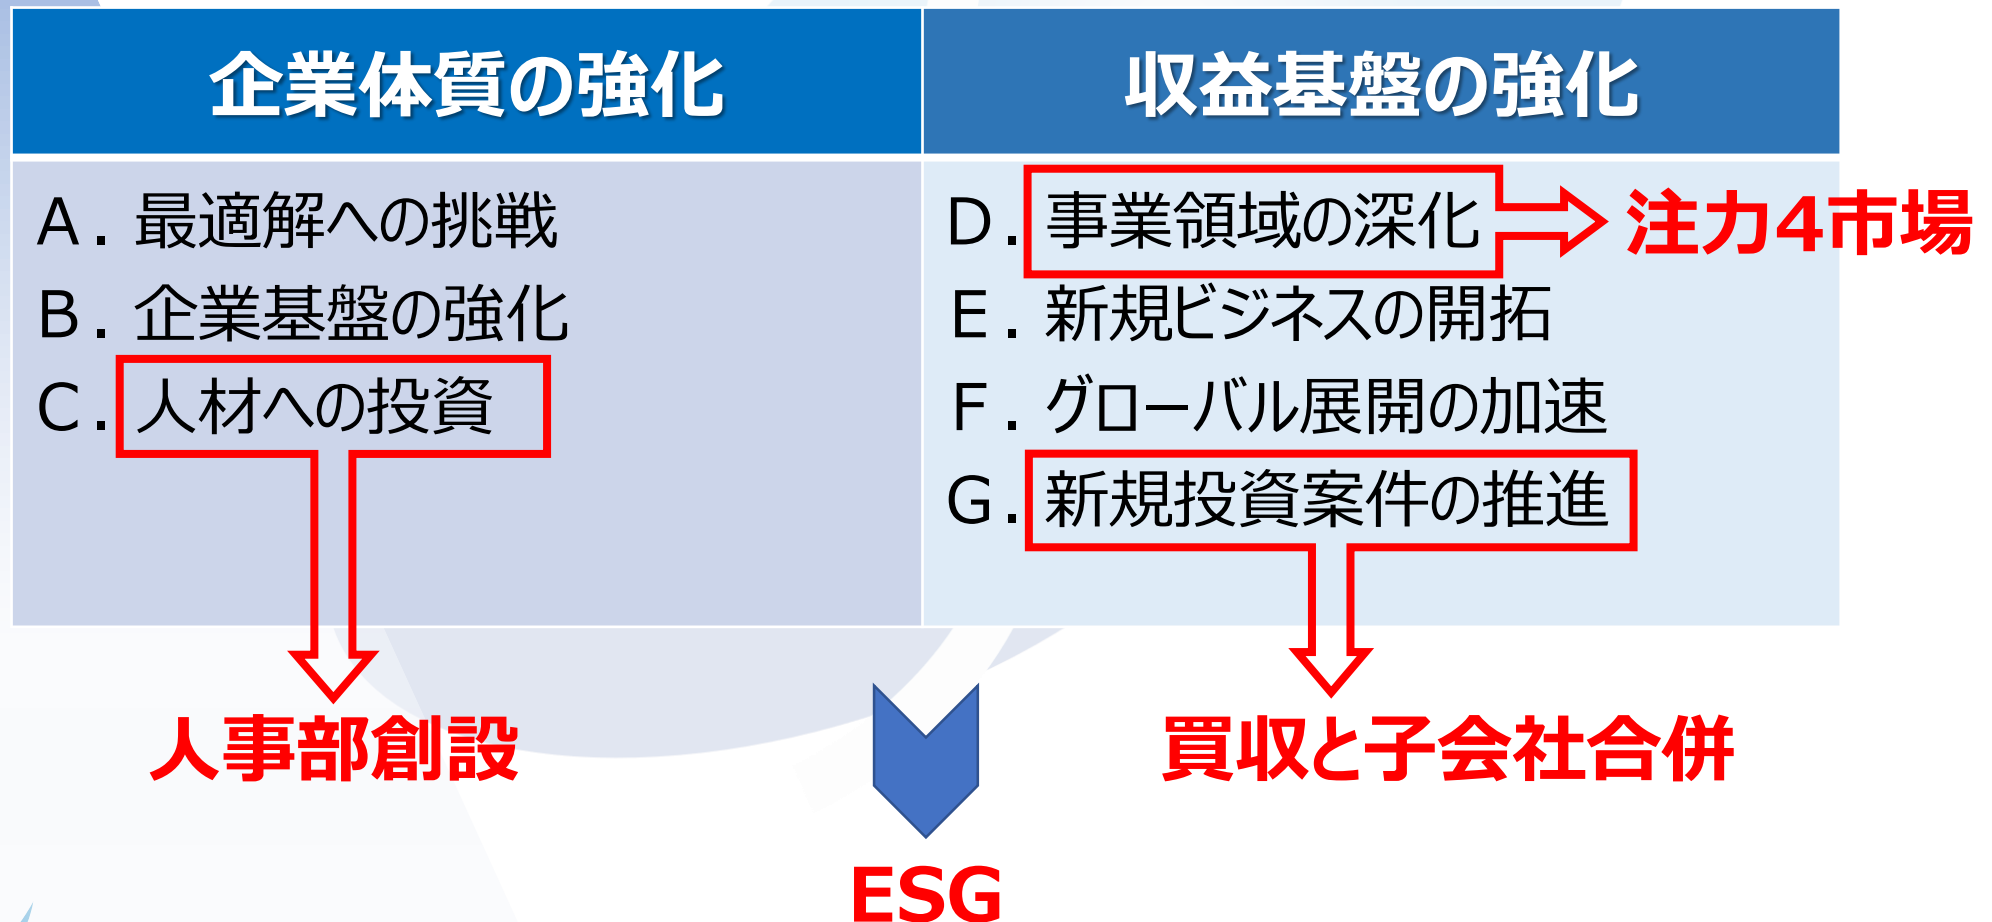 企業体質の強化
収益基盤の強化
A．最適解への挑戦
B．企業基盤の強化
C．人材への投資
D．事業領域の深化
注力4市場
E．新規ビジネスの開拓
F．グローバル展開の加速
G．新規投資案件の推進
人事部創設
買収と子会社合併
ESG